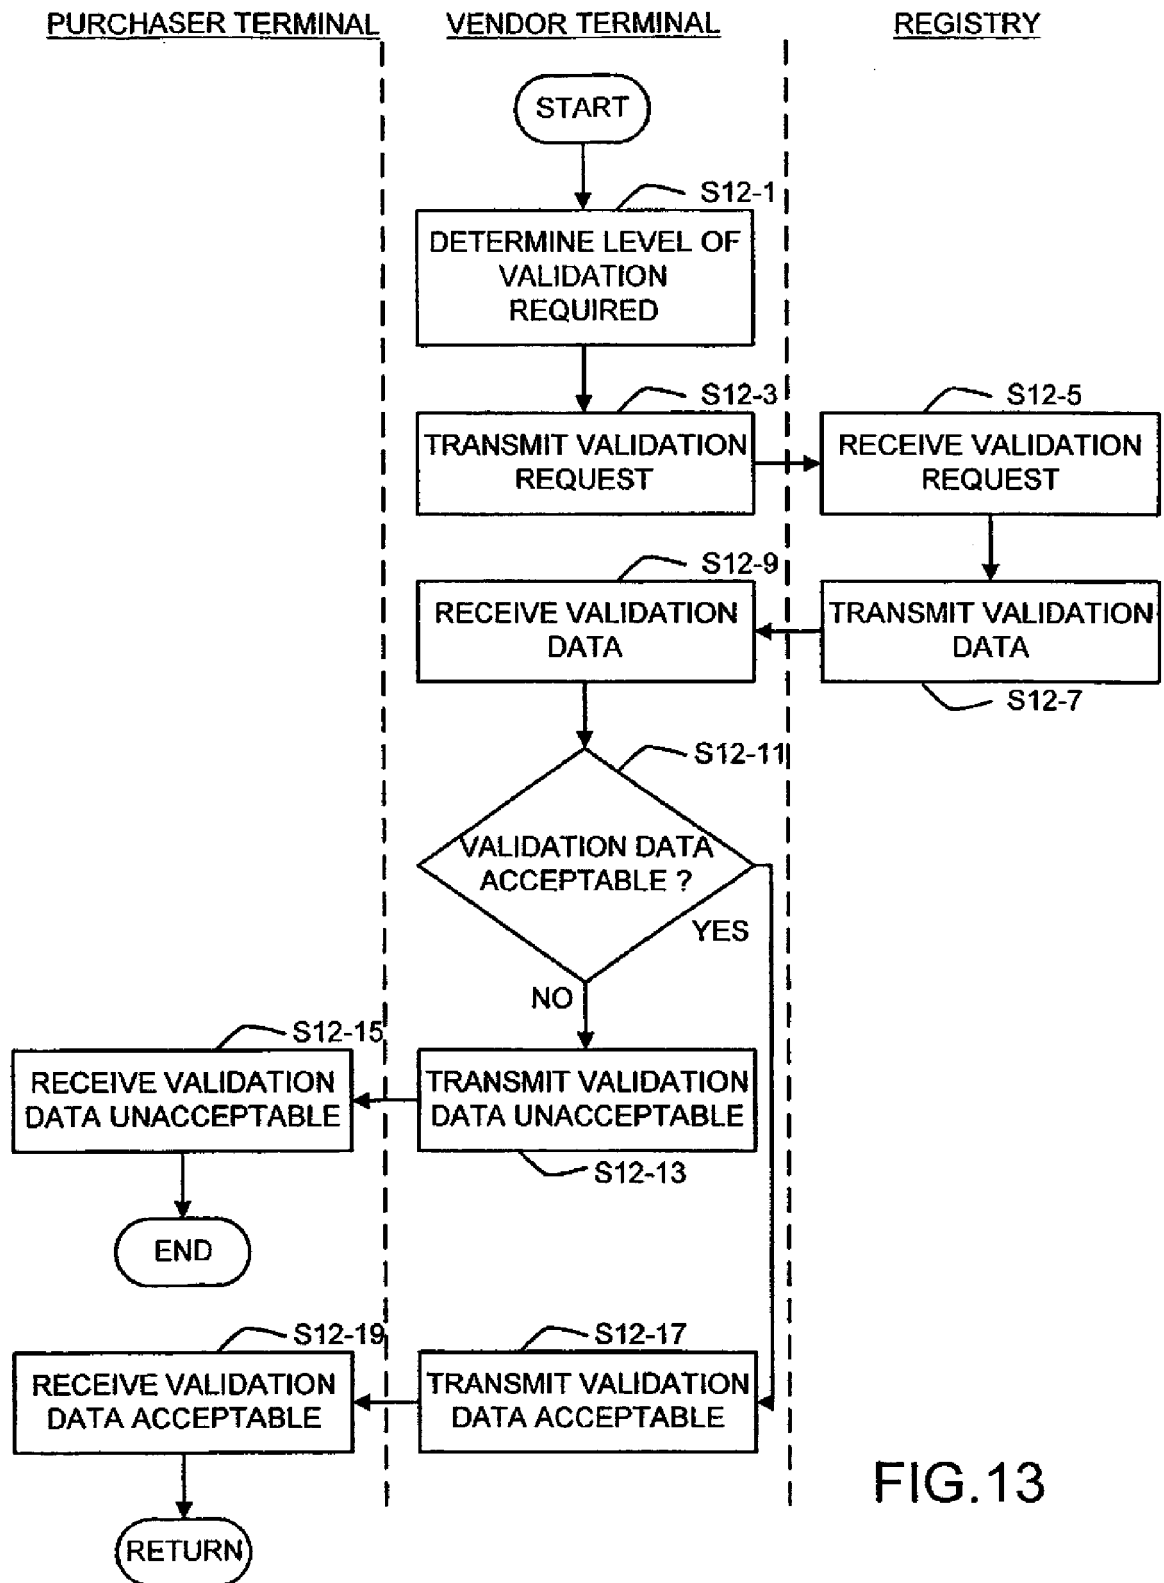 PURCHASER TERMINAL
VENDOR TERMINAL
REGISTRY
START
S12-1
DETERMINE LEVEL OF
VALIDATION
REQUIRED
S12-3
TRANSMIT VALIDATION
REQUEST
S12-5
RECEIVE VALIDATION
REQUEST
S12-9
RECEIVE VALIDATION
DATA
TRANSMIT VALIDATION
DATA
S12-7
S12-11
VALIDATION DATA
ACCEPTABLE ?
YES
NO
S12-15
RECEIVE VALIDATION
DATA UNACCEPTABLE
TRANSMIT VALIDATION
DATA UNACCEPTABLE
S12-13
END
S12-19
RECEIVE VALIDATION
DATA ACCEPTABLE
S12-17
TRANSMIT VALIDATION
DATA ACCEPTABLE
RETURN
FIG.13